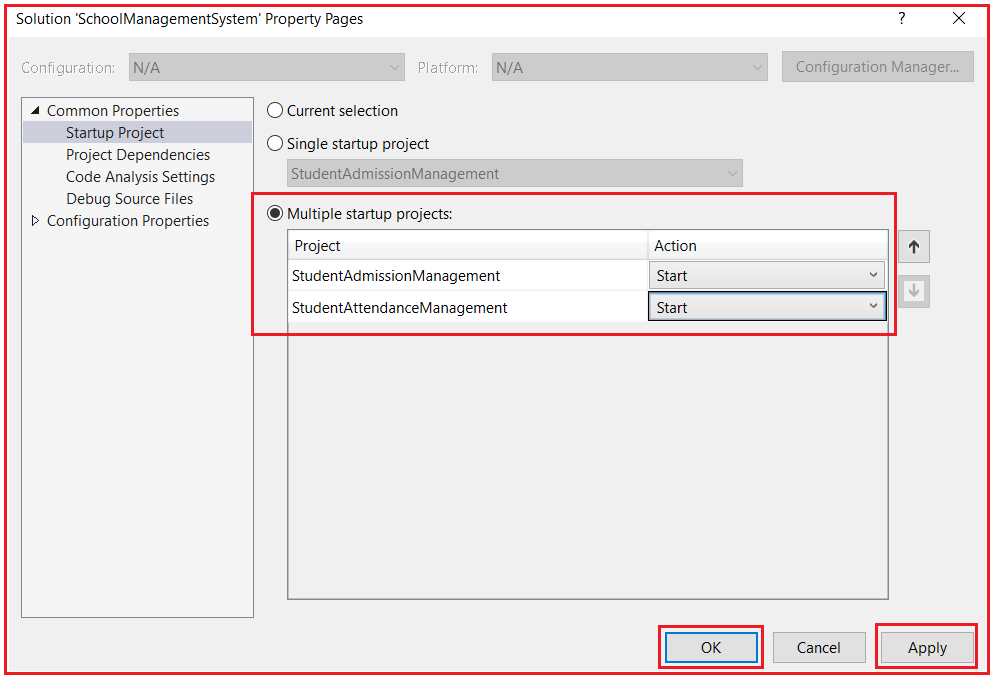 Solution 'SchoolManagementSystem' Property Pages
?
Configuration: N/A Platform: N/A Configuration Manager...
Common Properties
Startup Project
Project Dependencies
Code Analysis Settings
Debug Source Files
Configuration Properties
Current selection
Single startup project
StudentAdmissionManagement
Multiple startup projects:
Project Action
StudentAdmissionManagement Start
StudentAttendanceManagement Start
OK Cancel Apply